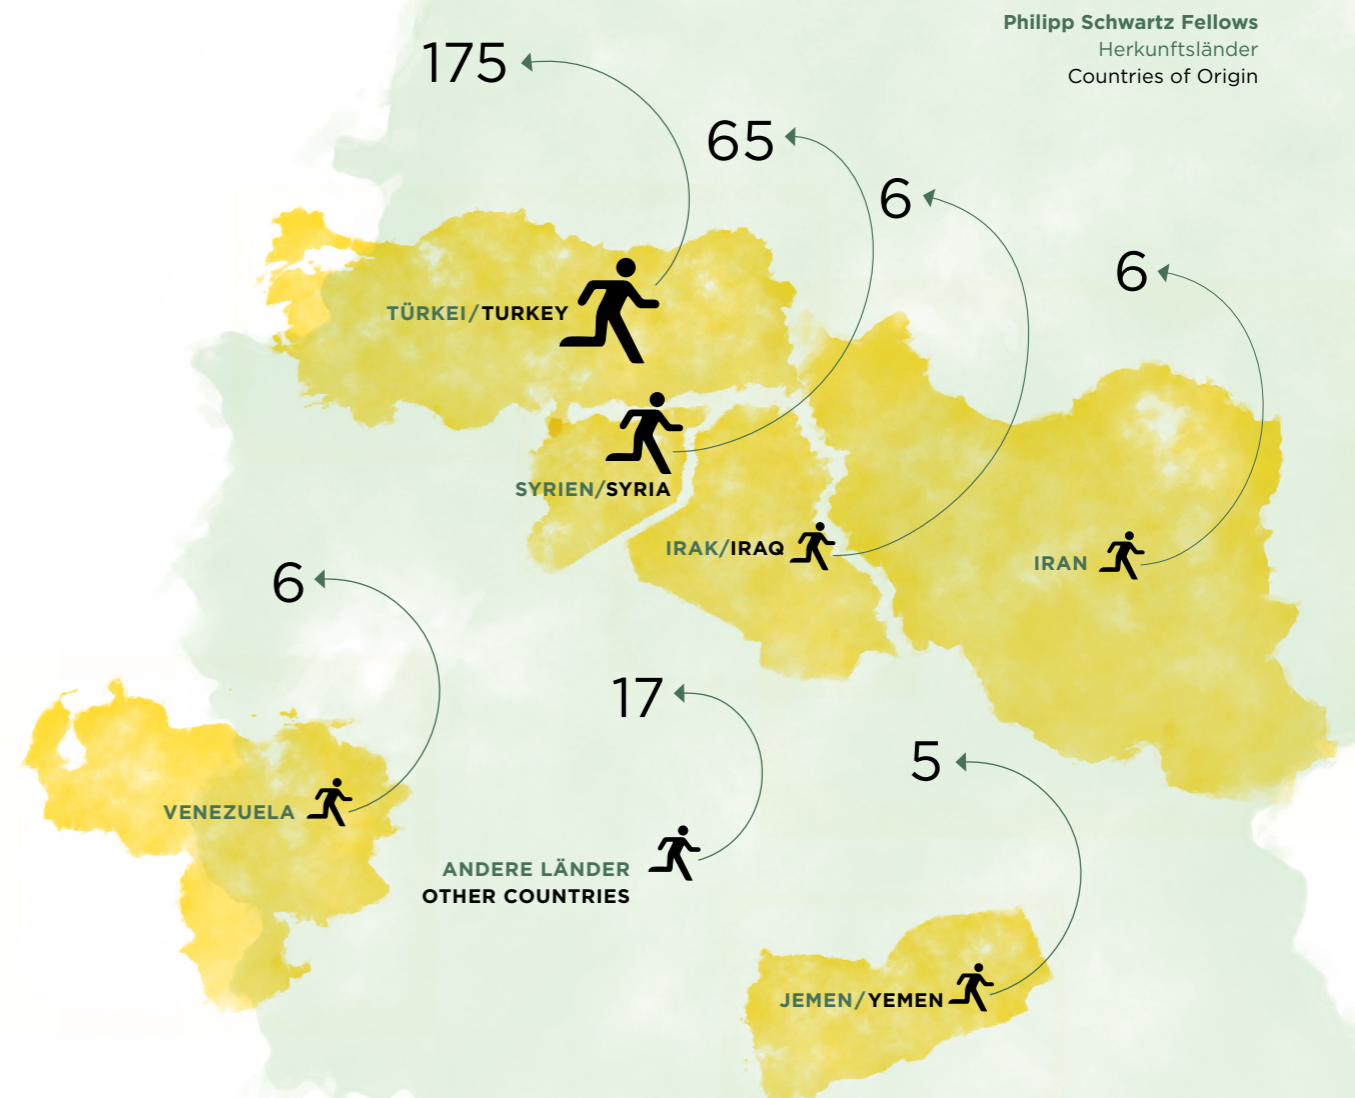 Philipp Schwartz Fellows
Herkunftsländer
Countries of Origin
175
65
6
6
TÜRKEI/TURKEY
SYRIEN/SYRIA
IRAK/IRAQ
IRAN
6
17
5
VENEZUELA
ANDERE LÄNDER
OTHER COUNTRIES
JEMEN/YEMEN